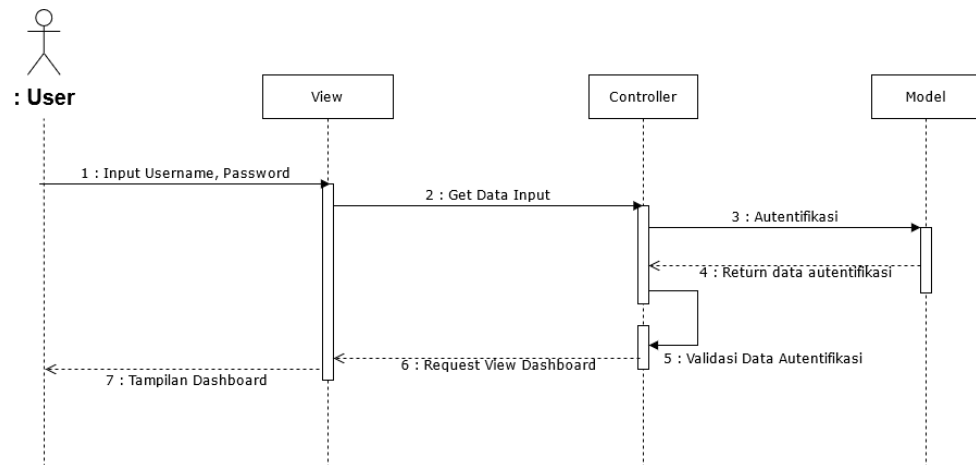 : User
View
Controller
Model
1 : Input Username, Password
2 : Get Data Input
3 : Autentifikasi
4 : Return data autentifikasi
5 : Validasi Data Autentifikasi
6 : Request View Dashboard
7 : Tampilan Dashboard